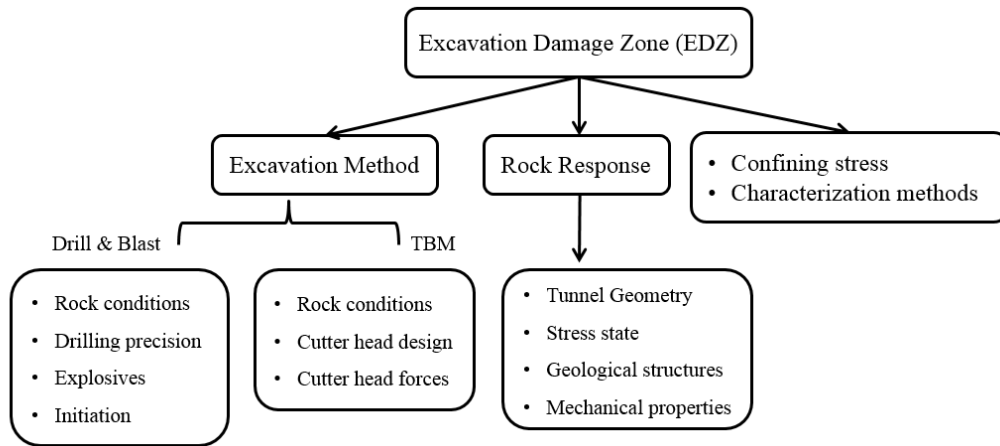 Excavation Damage Zone (EDZ)
Excavation Method
Rock Response
• Confining stress
• Characterization methods
Drill & Blast
TBM
• Rock conditions
• Drilling precision
• Explosives
• Initiation
• Rock conditions
• Cutter head design
• Cutter head forces
• Tunnel Geometry
• Stress state
• Geological structures
• Mechanical properties